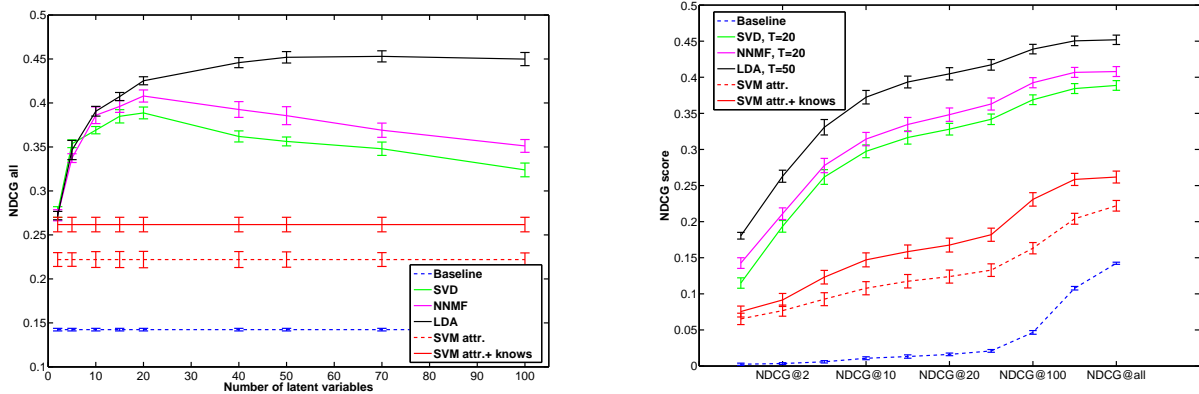 0.5
0.45
0.4
0.35
0.3
0.25
0.2
0.15
0.1
NDCG all
10 20 30 40 50 60 70 80 90 100
Number of latent variables
Baseline
SVD
NNMF
LDA
SVM attr.
SVM attr.+ knows
0.5
0.45
0.4
0.35
0.3
0.25
0.2
0.15
0.1
0.05
0
NDCG score
NDCG@2 NDCG@10 NDCG@20 NDCG@100 NDCG@all
Baseline
SVD, T=20
NNMF, T=20
LDA, T=50
SVM attr.
SVM attr.+ knows